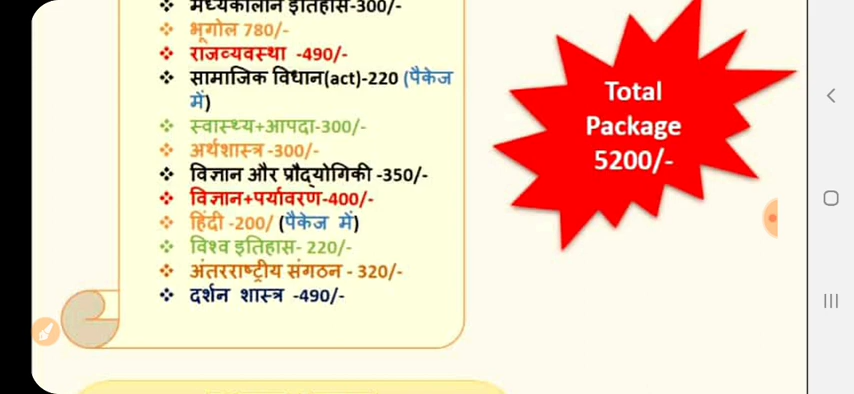 मध्यकालीन इतिहास-300/-
भूगोल 780/-
राजव्यवस्था -490/-
सामाजिक विधान(act)-220 (पैकेज
में)
स्वास्थ्य+आपदा-300/-
अर्थशास्त्र -300/-
विज्ञान और प्रौद्योगिकी -350/-
विज्ञान+पर्यावरण-400/-
हिंदी -200/ (पैकेज में)
विश्व इतिहास- 220/-
अंतरराष्ट्रीय संगठन - 320/-
दर्शन शास्त्र -490/-
Total
Package
5200/-